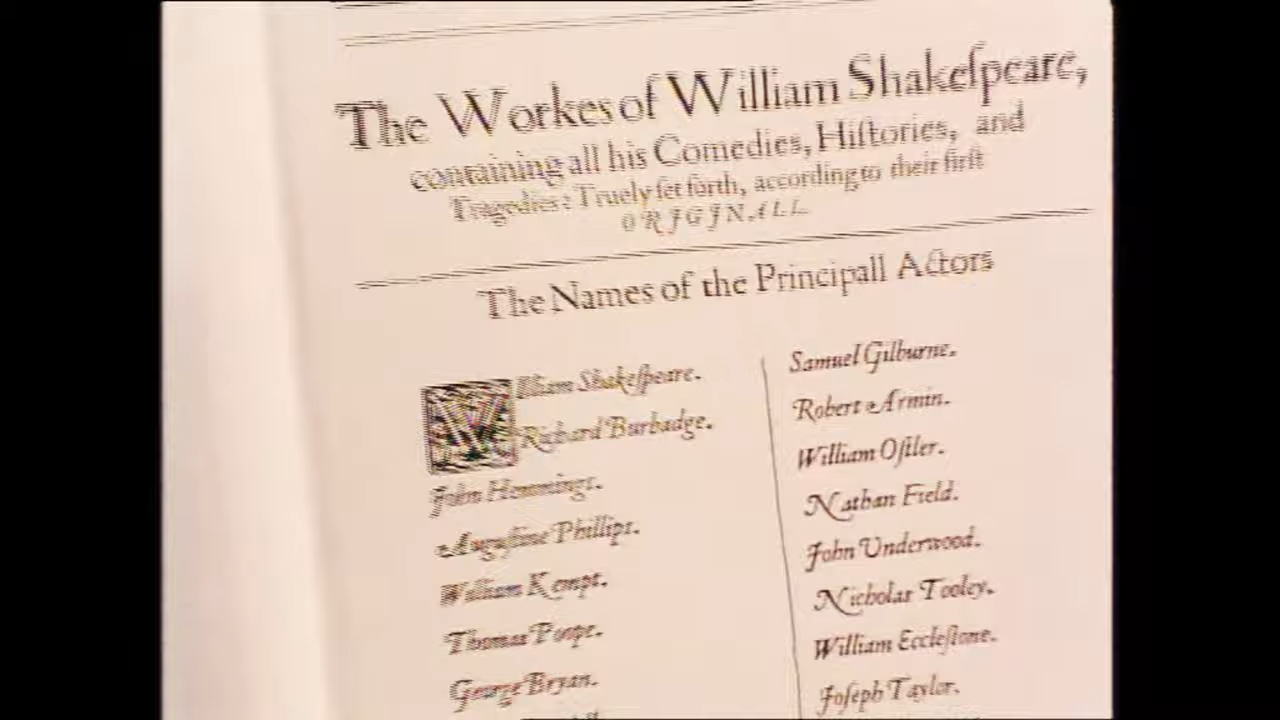 The Workes of William Shakeſpeare,
containing all his Comedies, Hiſtories, and
Tragedies: Truely ſet forth, according to their firſt
ORJGJNALL.
The Names of the Principall Actors
William Shakeſpeare.
Richard Burbadge.
John Hemmings.
Auguſtine Phillips.
William Kempt.
Thomas Poope.
George Bryan.
Samuel Gilburne.
Robert Armin.
William Oſtler.
Nathan Field.
John Underwood.
Nicholas Tooley.
William Eccleſtone.
Joſeph Taylor.